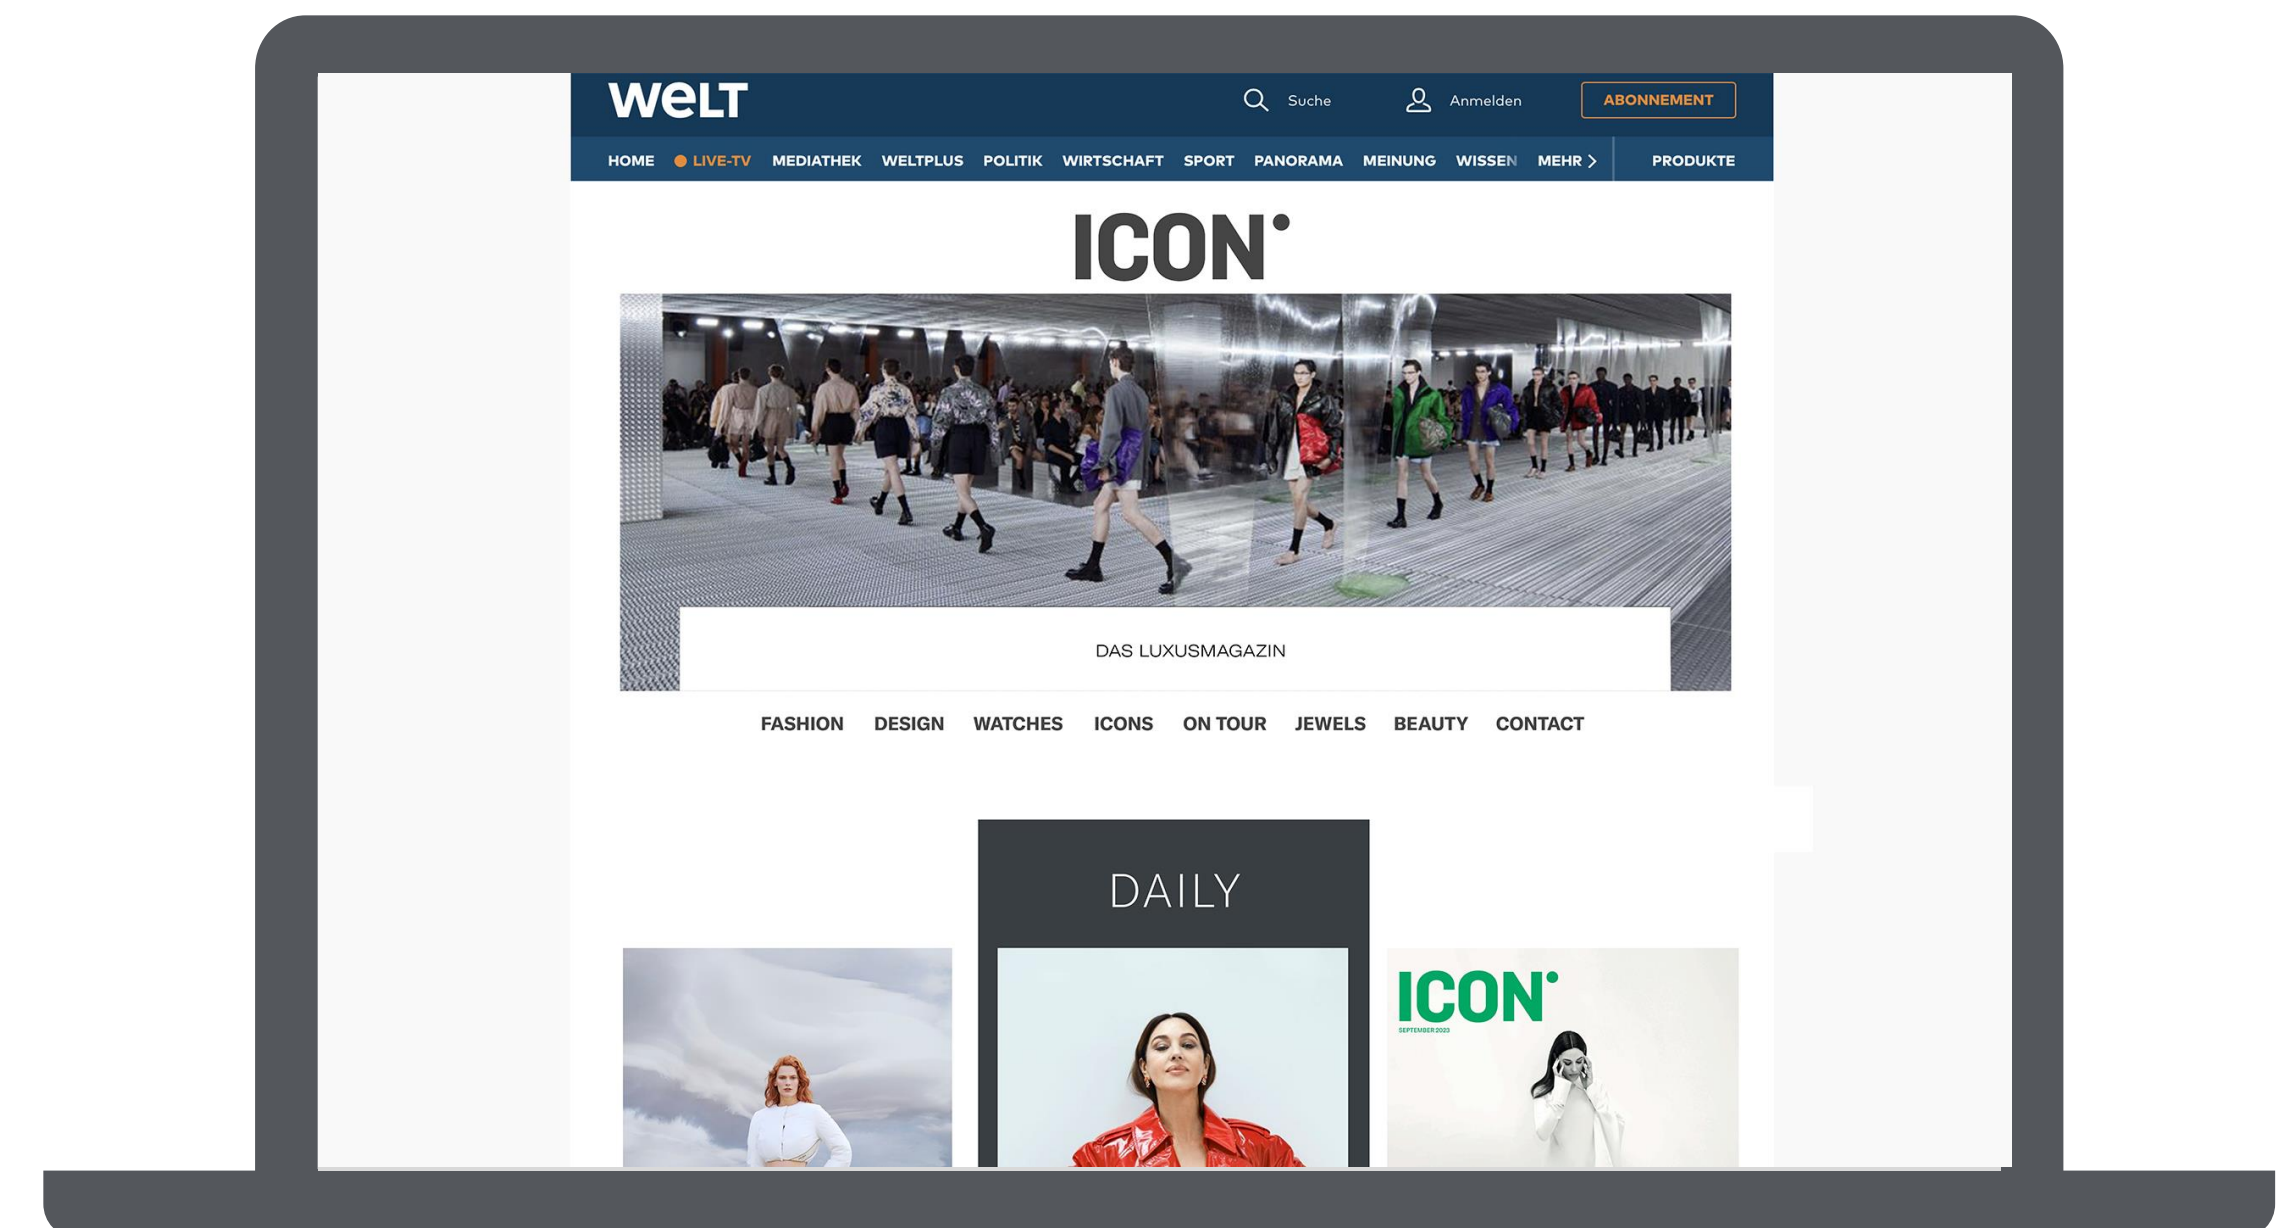 WELT
Suche Anmelden ABONNEMENT
HOME LIVE-TV MEDIATHEK WELTPLUS POLITIK WIRTSCHAFT SPORT PANORAMA MEINUNG WISSEN MEHR PRODUKTE
ICON
DAS LUXUSMAGAZIN
FASHION DESIGN WATCHES ICONS ON TOUR JEWELS BEAUTY CONTACT
DAILY
ICON
SEPTEMBER 2023